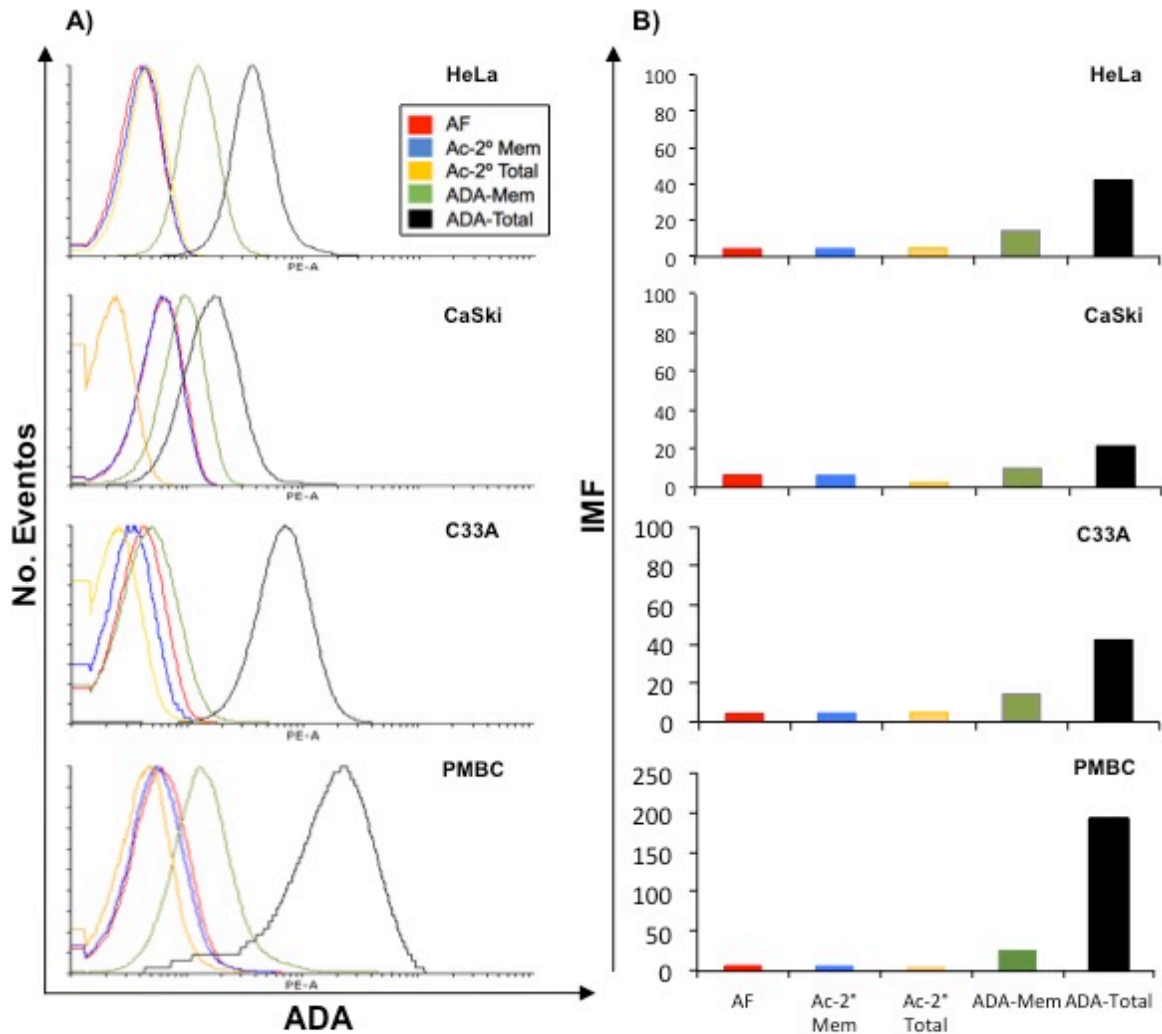 A)
HeLa
AF
Ac-2º Mem
Ac-2º Total
ADA-Mem
ADA-Total
PE-A
CaSki
PE-A
C33A
PE-A
PMBC
PE-A
No. Eventos
ADA
B)
HeLa
100
80
60
40
20
0
CaSki
100
80
60
40
20
0
C33A
100
80
60
40
20
0
PMBC
250
200
150
100
50
0
IMF
AF
Ac-2°
Mem
Ac-2°
Total
ADA-Mem
ADA-Total